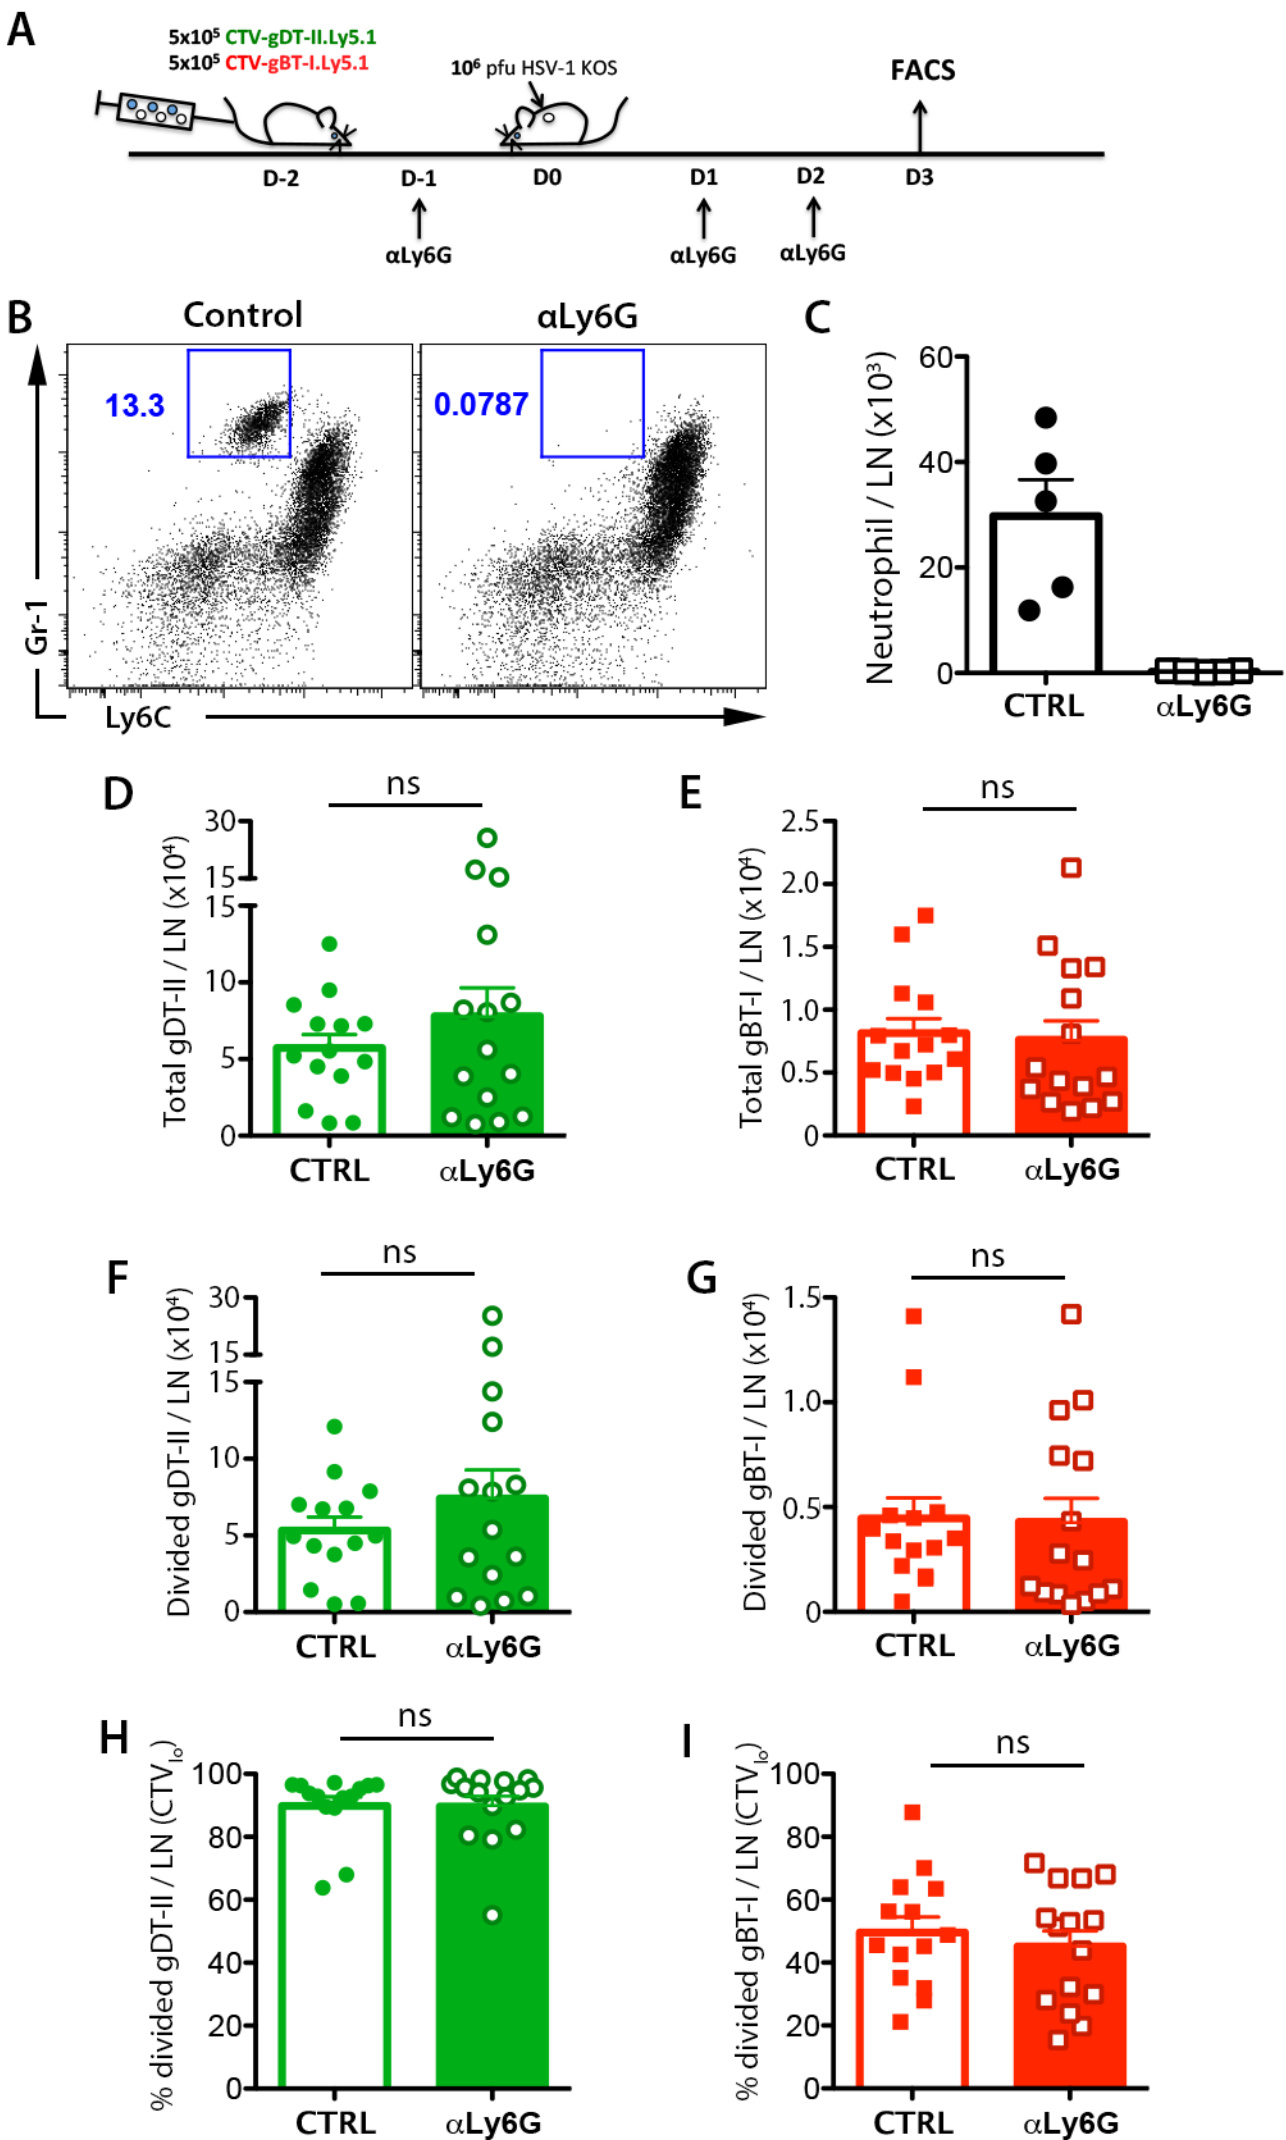 A
5x10⁵ CTV-gDT-II.Ly5.1
5x10⁵ CTV-gBT-I.Ly5.1
10⁶ pfu HSV-1 KOS
FACS
D-2
D-1
D0
D1
D2
D3
αLy6G
αLy6G
αLy6G
B
Control
αLy6G
13.3
0.0787
Gr-1
Ly6C
C
Neutrophil / LN (x10³)
60
40
20
0
CTRL
αLy6G
D
ns
Total gDT-II / LN (x10⁴)
30
15
15
10
5
0
CTRL
αLy6G
E
ns
Total gBT-I / LN (x10⁴)
2.5
2.0
1.5
1.0
0.5
0
CTRL
αLy6G
F
ns
Divided gDT-II / LN (x10⁴)
30
15
15
10
5
0
CTRL
αLy6G
G
ns
Divided gBT-I / LN (x10⁴)
1.5
1.0
0.5
0
CTRL
αLy6G
H
ns
% divided gDT-II / LN (CTVlo)
100
80
60
40
20
0
CTRL
αLy6G
I
ns
% divided gBT-I / LN (CTVlo)
100
80
60
40
20
0
CTRL
αLy6G